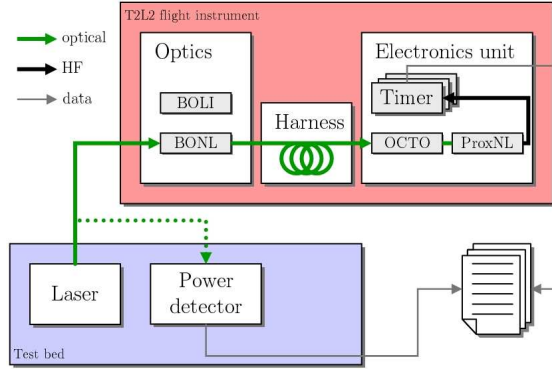 T2L2 flight instrument
optical
HF
data
Optics
BOLI
BONL
Harness
Electronics unit
Timer
OCTO
ProxNL
Laser
Power
detector
Test bed